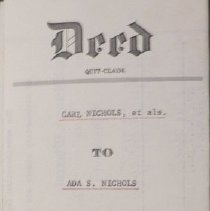 Deed
QUIT-CLAIM
CARL NICHOLS, et als.
TO
ADA S. NICHOLS